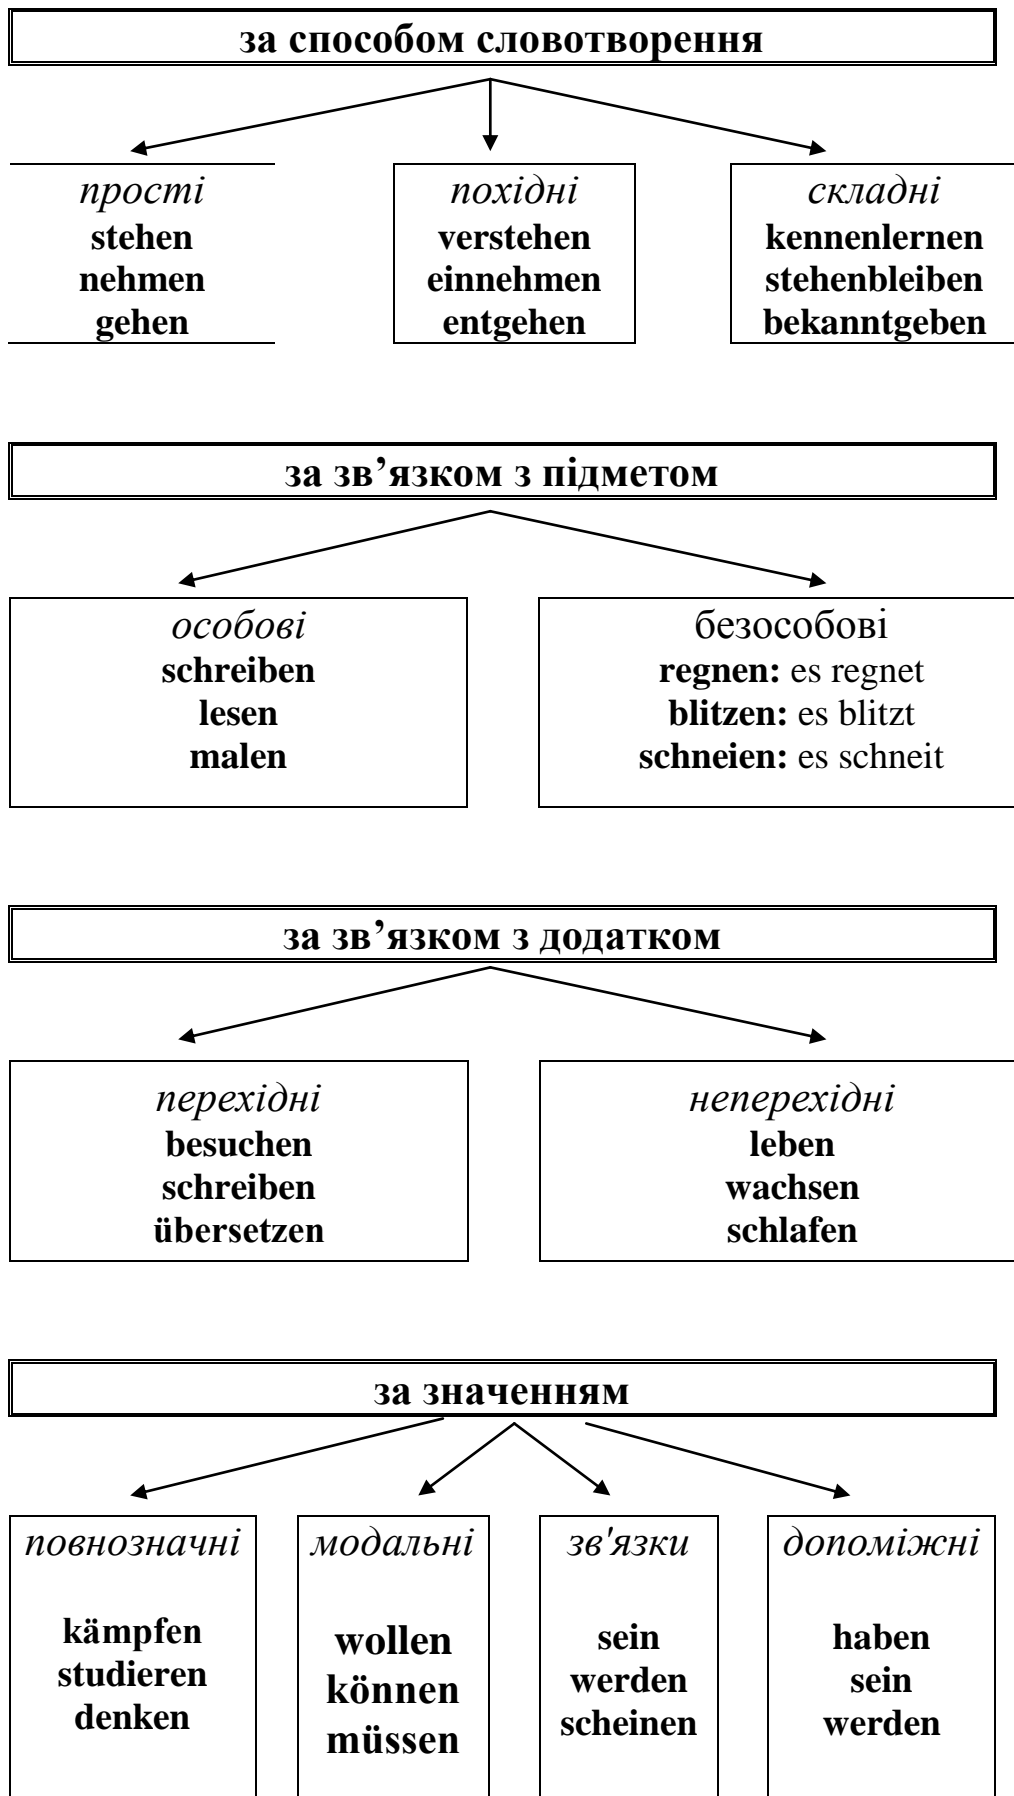 за способом словотворення
прості
stehen
nehmen
gehen
похідні
verstehen
einnehmen
entgehen
складні
kennenlernen
stehenbleiben
bekanntgeben
за зв’язком з підметом
особові
schreiben
lesen
malen
безособові
regnen: es regnet
blitzen: es blitzt
schneien: es schneit
за зв’язком з додатком
перехідні
besuchen
schreiben
übersetzen
неперехідні
leben
wachsen
schlafen
за значенням
повнозначні
kämpfen
studieren
denken
модальні
wollen
können
müssen
зв'язки
sein
werden
scheinen
допоміжні
haben
sein
werden